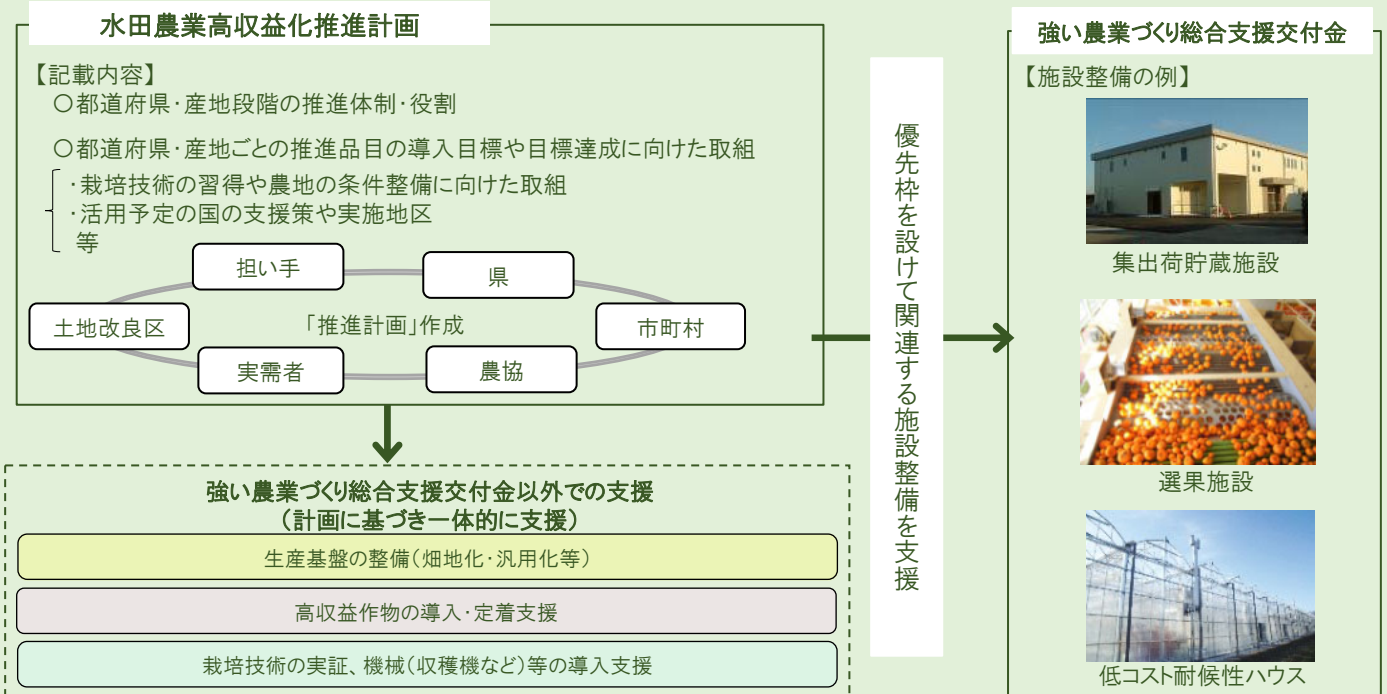 水田農業高収益化推進計画
【記載内容】
○都道府県・産地段階の推進体制・役割
○都道府県・産地ごとの推進品目の導入目標や目標達成に向けた取組
・栽培技術の習得や農地の条件整備に向けた取組
・活用予定の国の支援策や実施地区
等
担い手
県
土地改良区
「推進計画」作成
市町村
実需者
農協
強い農業づくり総合支援交付金以外での支援
（計画に基づき一体的に支援）
生産基盤の整備（畑地化・汎用化等）
高収益作物の導入・定着支援
栽培技術の実証、機械（収穫機など）等の導入支援
優先枠を設けて関連する施設整備を支援
強い農業づくり総合支援交付金
【施設整備の例】
集出荷貯蔵施設
選果施設
低コスト耐候性ハウス